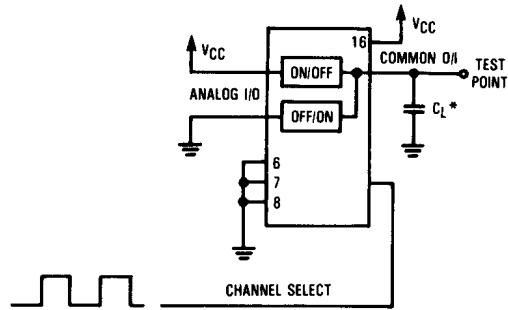 VCC
16
VCC
COMMON O/I
TEST
POINT
ON/OFF
ANALOG I/O
OFF/ON
CL*
6
7
8
CHANNEL SELECT